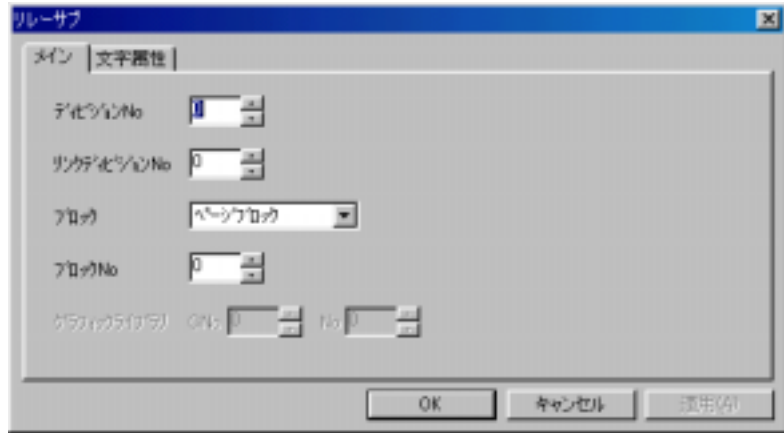 リレーサブ
メイン 文字属性
ディビジョンNo 0
リンクディビジョンNo 0
ブロック ページブロック
ブロックNo 0
グラフィックライブラリ GNo. 0 No 0
OK キャンセル 適用(A)